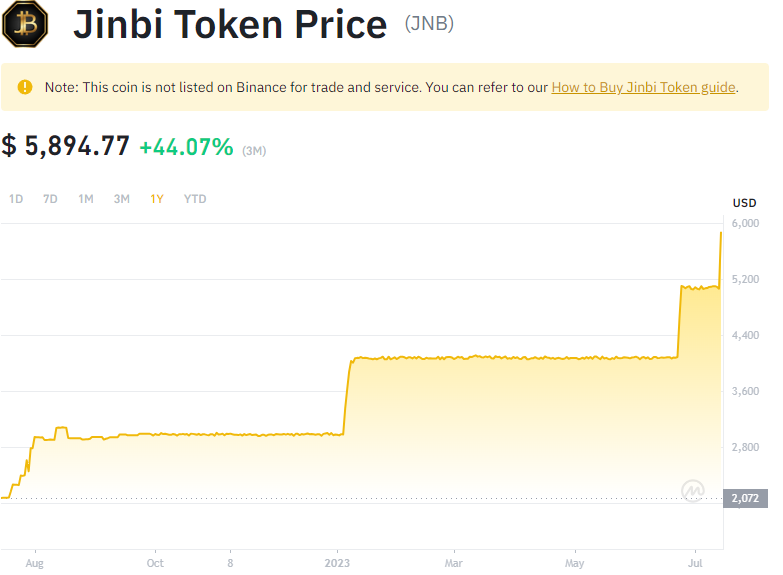 Jinbi Token Price (JNB)
Note: This coin is not listed on Binance for trade and service. You can refer to our How to Buy Jinbi Token guide.
$ 5,894.77 +44.07% (3M)
1D 7D 1M 3M 1Y YTD
USD
6,000
5,200
4,400
3,600
2,800
2,072
Aug Oct 8 2023 Mar May Jul